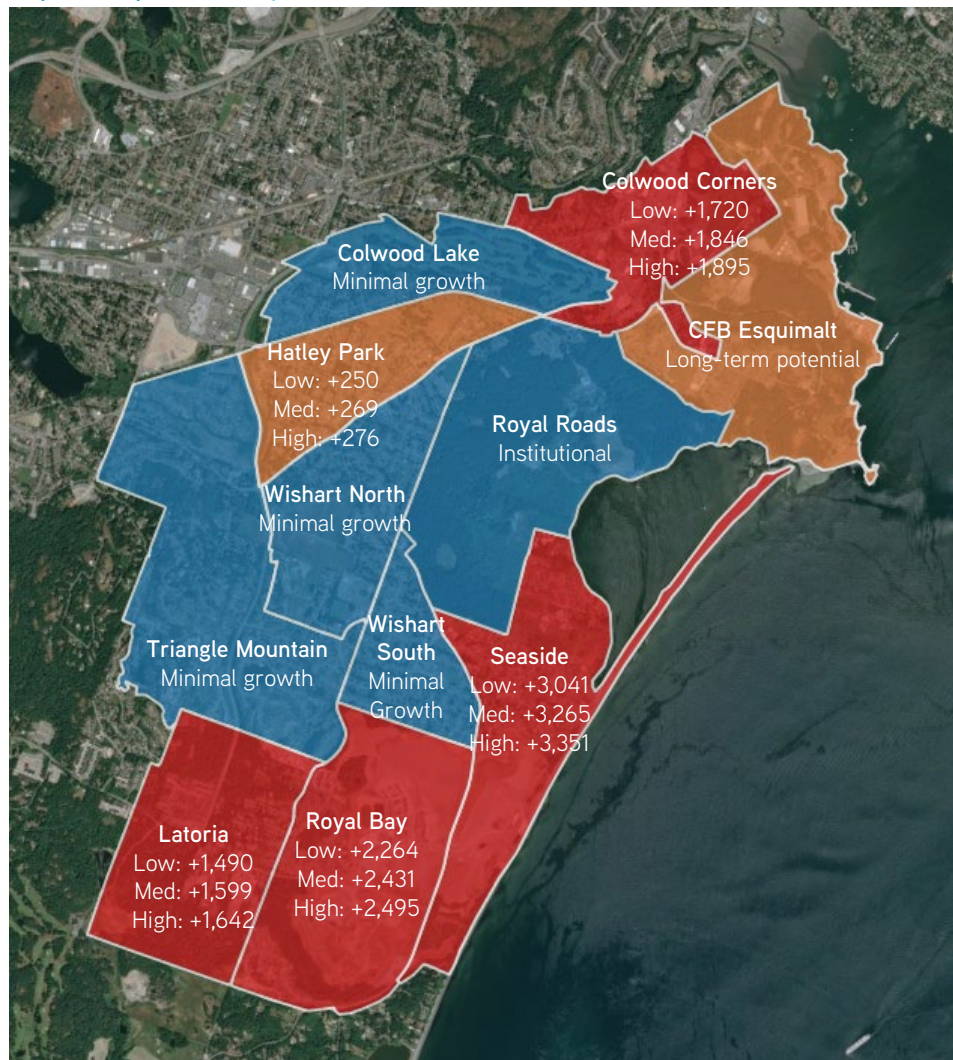 Colwood Corners
Low: +1,720
Med: +1,846
High: +1,895
Colwood Lake
Minimal growth
CFB Esquimalt
Long-term potential
Hatley Park
Low: +250
Med: +269
High: +276
Royal Roads
Institutional
Wishart North
Minimal growth
Wishart
South
Minimal
Growth
Triangle Mountain
Minimal growth
Seaside
Low: +3,041
Med: +3,265
High: +3,351
Latoria
Low: +1,490
Med: +1,599
High: +1,642
Royal Bay
Low: +2,264
Med: +2,431
High: +2,495